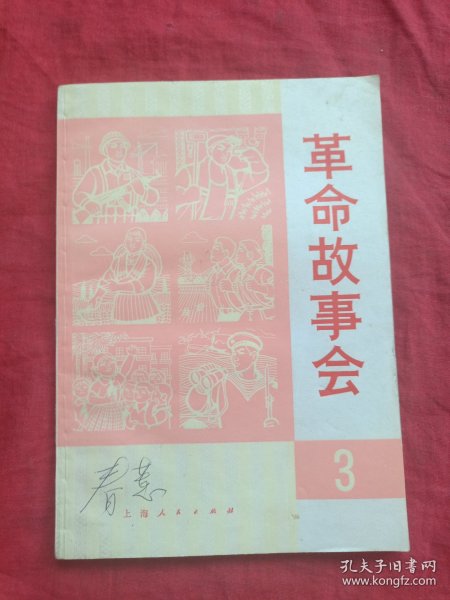 革命故事会
3
春慧
上海人民出版社
孔夫子旧书网
www.kongfz.com